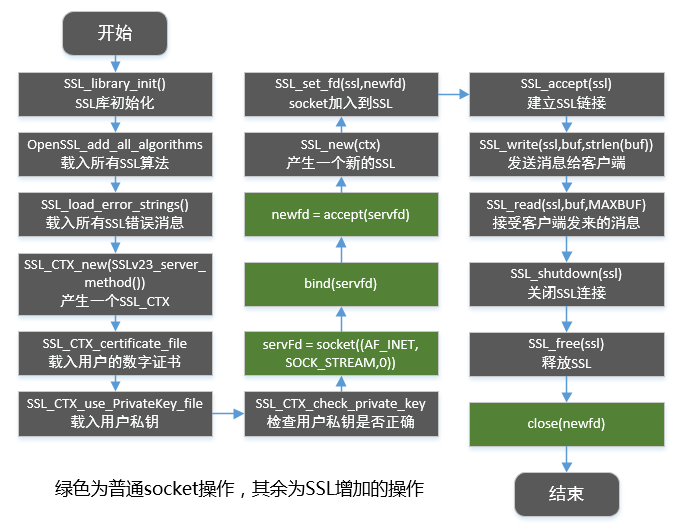 开始
SSL_library_init()
SSL库初始化
OpenSSL_add_all_algorithms
载入所有SSL算法
SSL_load_error_strings()
载入所有SSL错误消息
SSL_CTX_new(SSLv23_server_
method())
产生一个SSL_CTX
SSL_CTX_certificate_file
载入用户的数字证书
SSL_CTX_use_PrivateKey_file
载入用户私钥
SSL_CTX_check_private_key
检查用户私钥是否正确
servFd = socket((AF_INET,
SOCK_STREAM,0))
bind(servfd)
newfd = accept(servfd)
SSL_new(ctx)
产生一个新的SSL
SSL_set_fd(ssl,newfd)
socket加入到SSL
SSL_accept(ssl)
建立SSL链接
SSL_write(ssl,buf,strlen(buf))
发送消息给客户端
SSL_read(ssl,buf,MAXBUF)
接受客户端发来的消息
SSL_shutdown(ssl)
关闭SSL连接
SSL_free(ssl)
释放SSL
close(newfd)
结束
绿色为普通socket操作，其余为SSL增加的操作